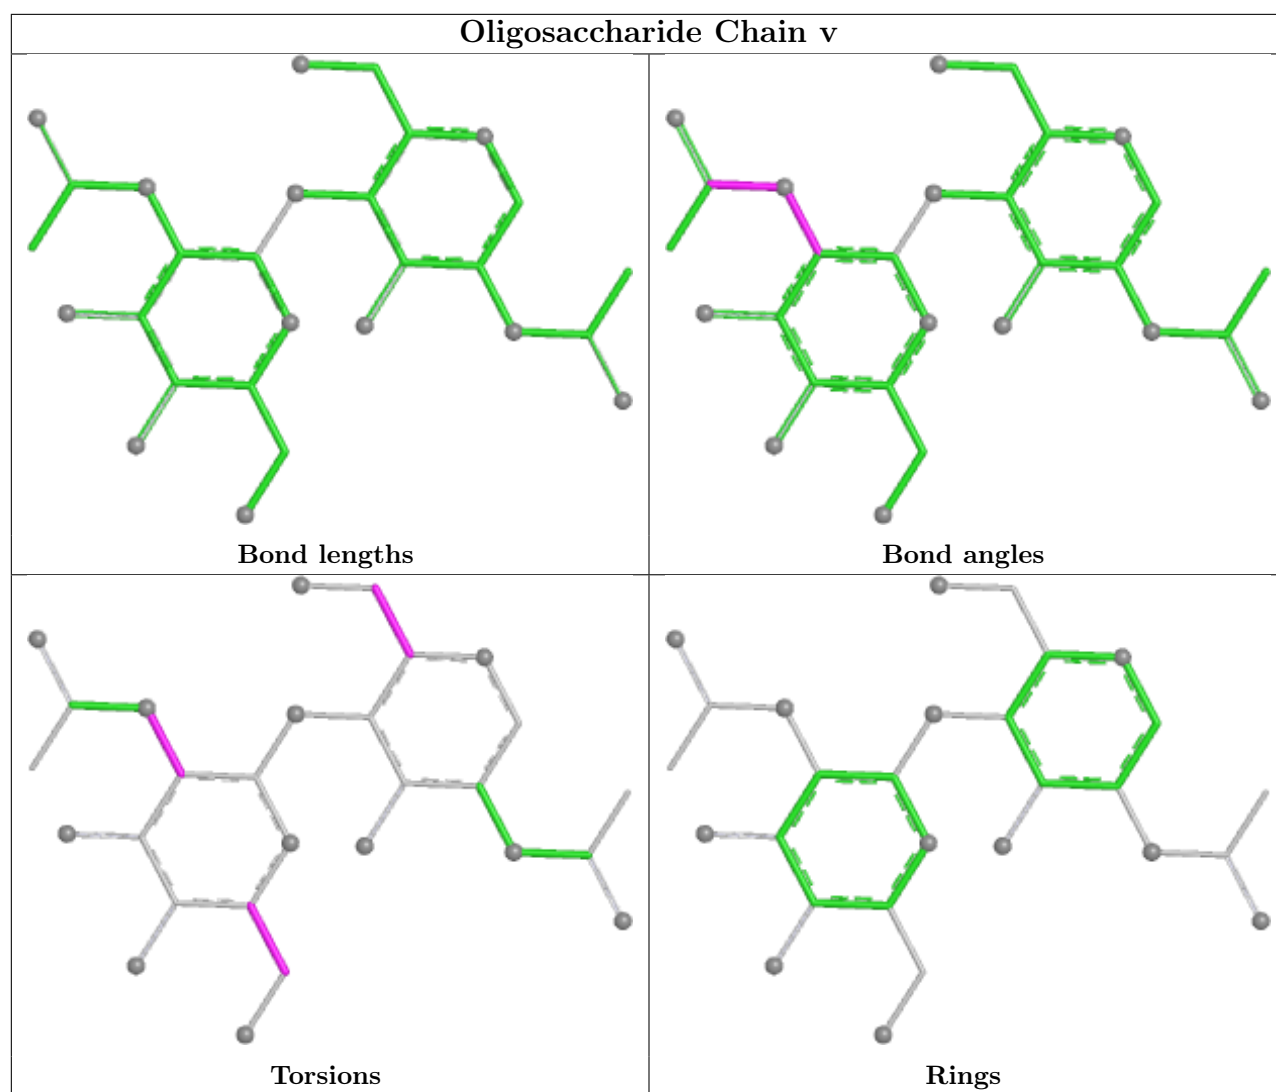 Oligosaccharide Chain v
Bond lengths
Bond angles
Torsions
Rings